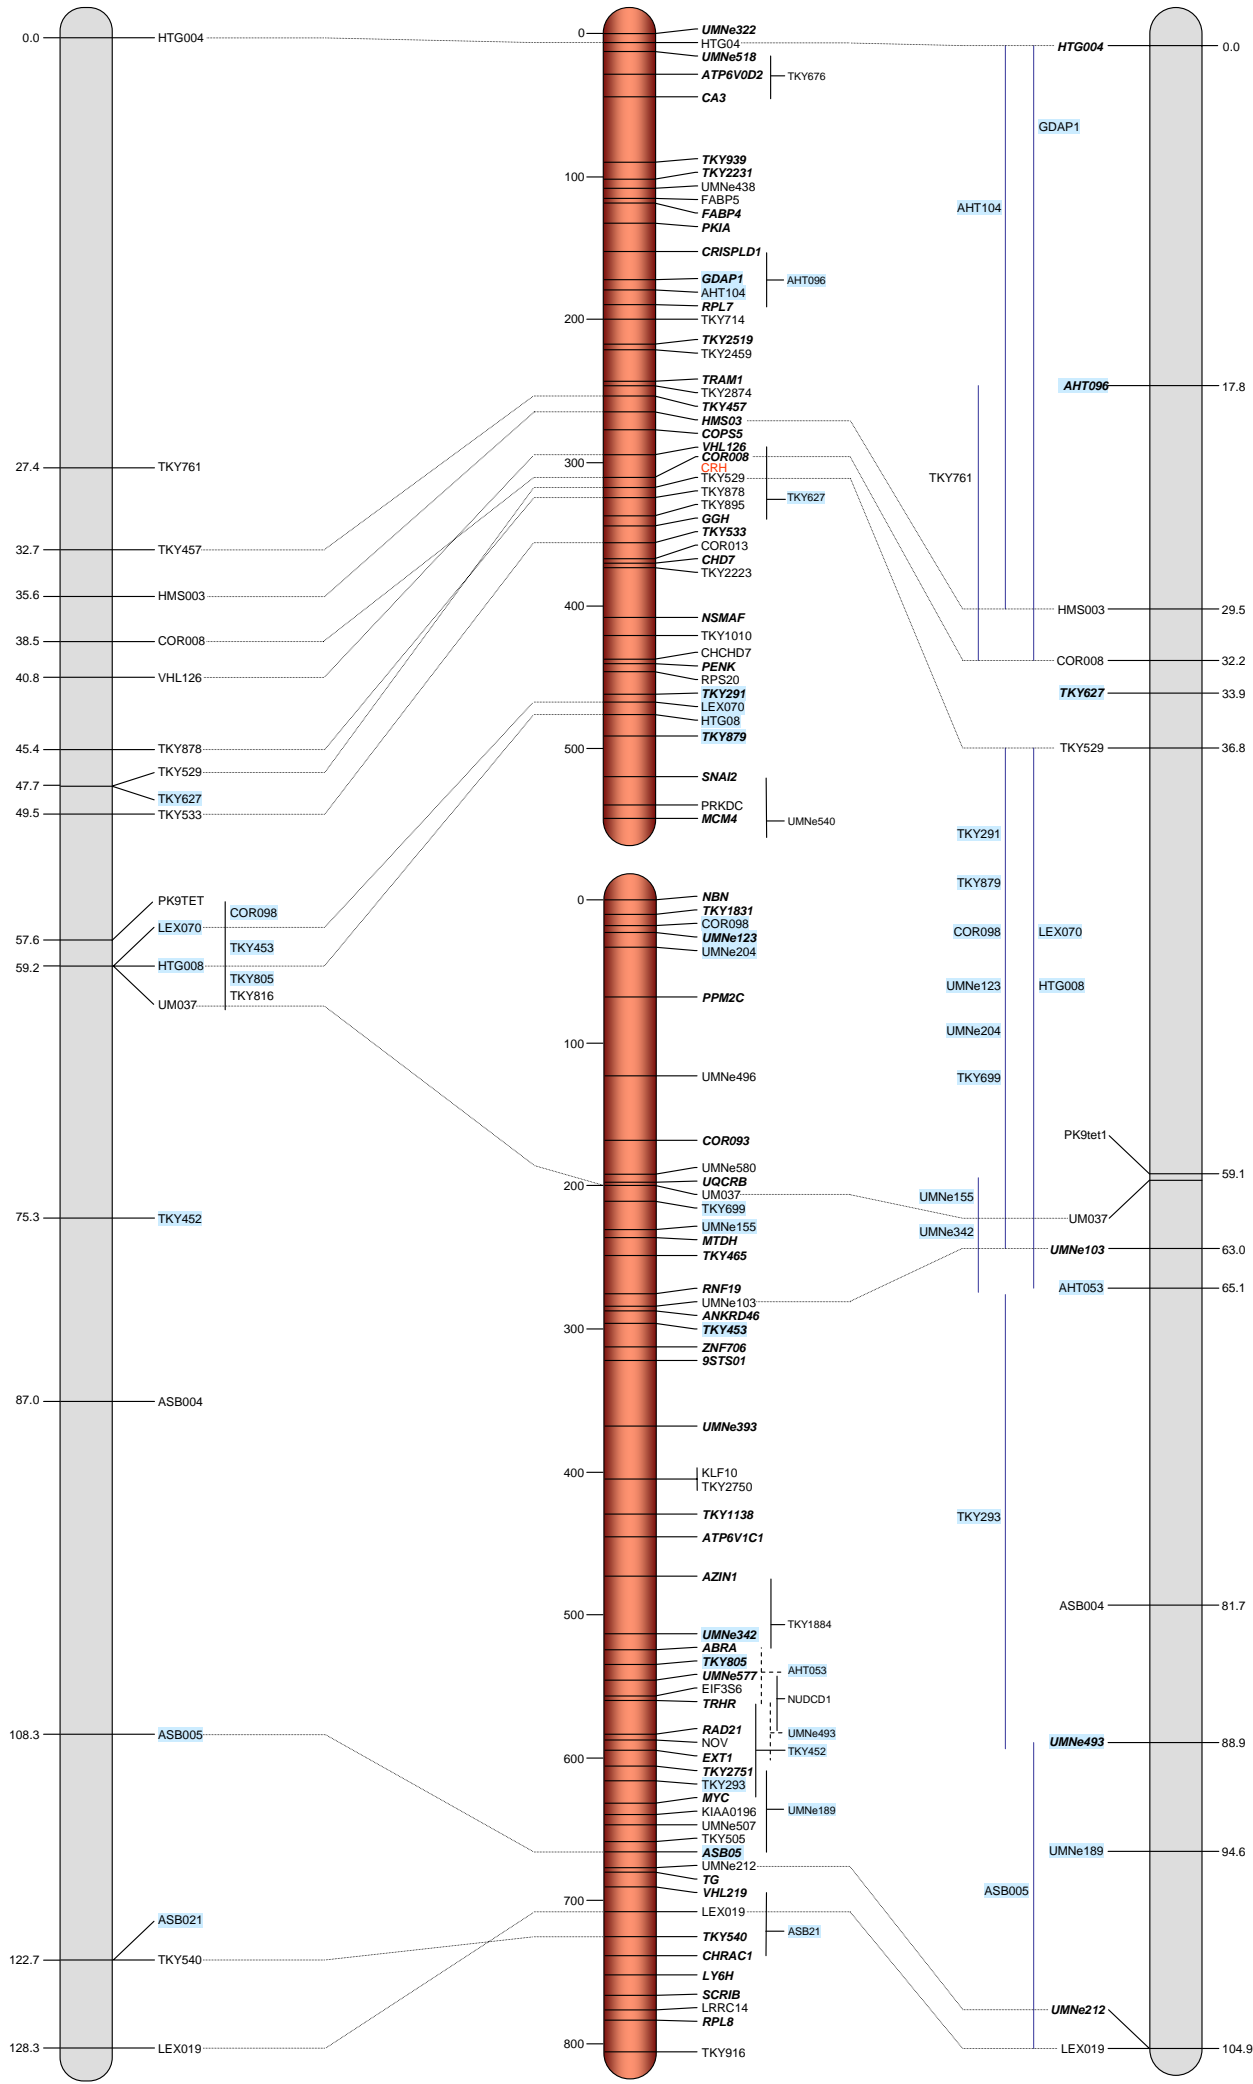 0.0 HTG004
27.4 TKY761
32.7 TKY457
35.6 HMS003
38.5 COR008
40.8 VHL126
45.4 TKY878
TKY529
47.7
TKY627
49.5 TKY533
PK9TET
57.6
LEX070
59.2 HTG008
UM037
COR098
TKY453
TKY805
TKY816
75.3 TKY452
87.0 ASB004
108.3 ASB005
ASB021
122.7 TKY540
128.3 LEX019
0
100
200
300
400
500
UMNe322
HTG04
UMNe518
ATP6V0D2
CA3
TKY676
TKY939
TKY2231
UMNe438
FABP5
FABP4
PKIA
CRISPLD1
GDAP1
AHT104
RPL7
AHT096
TKY714
TKY2519
TKY2459
TRAM1
TKY2874
TKY457
HMS03
COPS5
VHL126
COR008
CRH
TKY529
TKY878
TKY895
GGH
TKY627
TKY533
COR013
CHD7
TKY2223
NSMAF
TKY1010
CHCHD7
PENK
RPS20
TKY291
LEX070
HTG08
TKY879
SNAI2
PRKDC
MCM4
UMNe540
0
100
200
300
400
500
600
700
800
NBN
TKY1831
COR098
UMNe123
UMNe204
PPM2C
UMNe496
COR093
UMNe580
UQCRB
UM037
TKY699
UMNe155
MTDH
TKY465
RNF19
UMNe103
ANKRD46
TKY453
ZNF706
9STS01
UMNe393
KLF10
TKY2750
TKY1138
ATP6V1C1
AZIN1
TKY1884
UMNe342
ABRA
TKY805
UMNe577
EIF3S6
TRHR
AHT053
NUDCD1
UMNe493
TKY452
RAD21
NOV
EXT1
TKY2751
TKY293
MYC
KIAA0196
UMNe507
TKY505
UMNe189
ASB05
UMNe212
TG
VHL219
LEX019
TKY540
CHRAC1
ASB21
LY6H
SCRIB
LRRC14
RPL8
TKY916
GDAP1
AHT104
TKY761
TKY291
TKY879
COR098
LEX070
UMNe123
HTG008
UMNe204
TKY699
UMNe155
UMNe342
TKY293
ASB005
HTG004 0.0
AHT096 17.8
HMS003 29.5
COR008 32.2
TKY627 33.9
TKY529 36.8
PK9tet1
59.1
UM037
UMNe103 63.0
AHT053 65.1
ASB004 81.7
UMNe493 88.9
UMNe189 94.6
UMNe212
LEX019 104.9